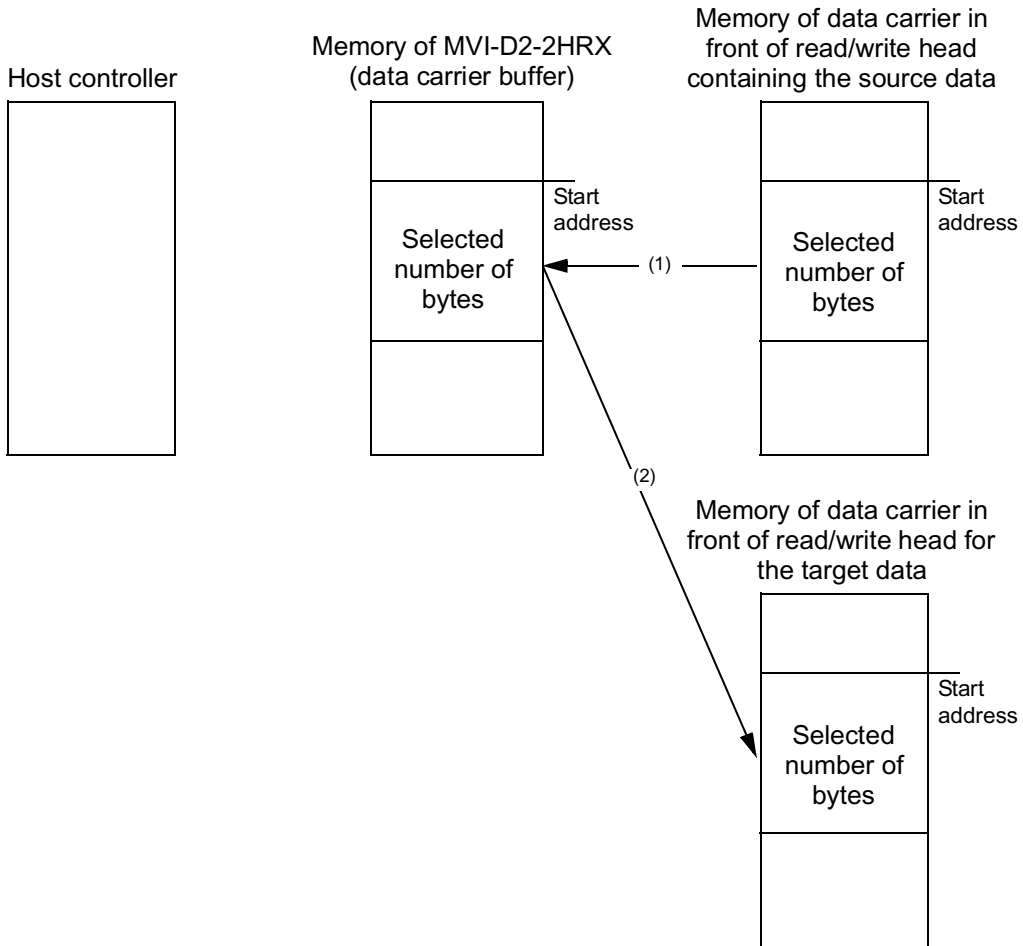 Host controller
Memory of MVI-D2-2HRX
(data carrier buffer)
Memory of data carrier in
front of read/write head
containing the source data
Start
address
Selected
number of
bytes
(1)
Start
address
Selected
number of
bytes
(2)
Memory of data carrier in
front of read/write head for
the target data
Start
address
Selected
number of
bytes